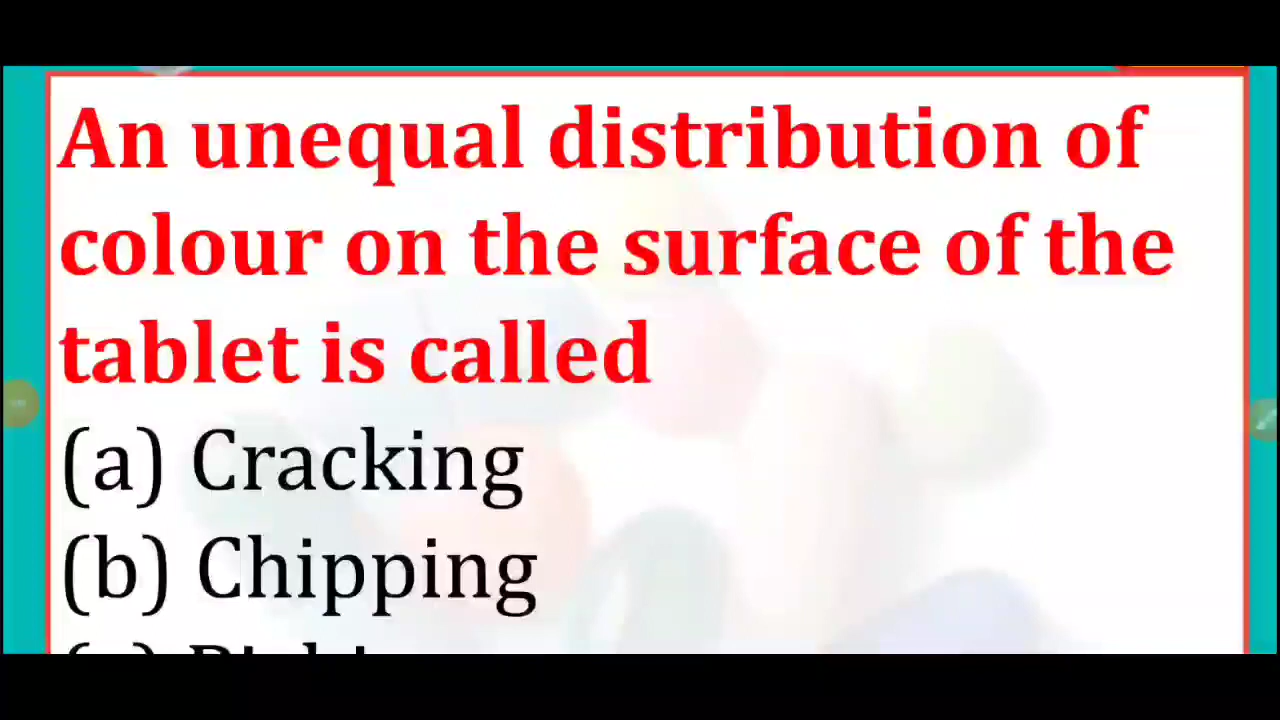 An unequal distribution of
colour on the surface of the
tablet is called
(a) Cracking
(b) Chipping